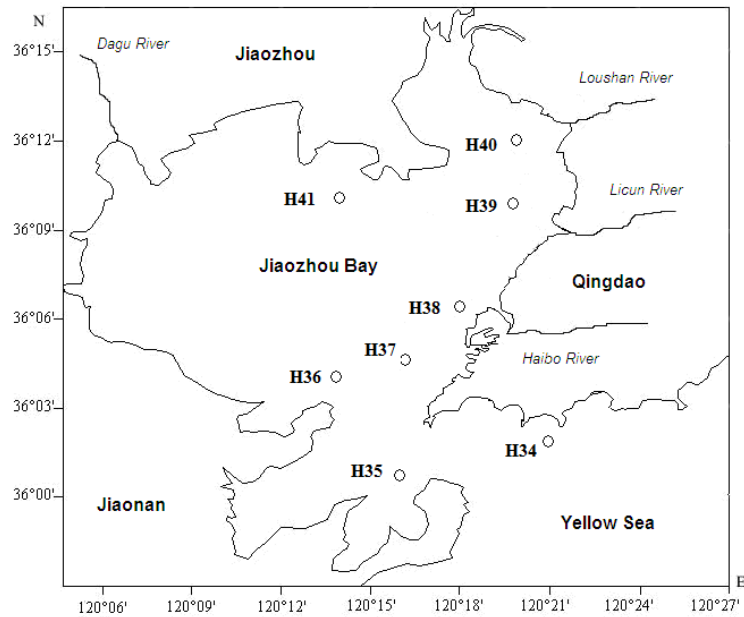 N
Dagu River
Jiaozhou
36°15'
Loushan River
36°12'
H40
Licun River
H41
H39
36°09'
Jiaozhou Bay
Qingdao
H38
36°06'
H37
Haibo River
H36
36°03'
H34
H35
36°00'
Jiaonan
Yellow Sea
E
120°06' 120°09' 120°12' 120°15' 120°18' 120°21' 120°24' 120°27'